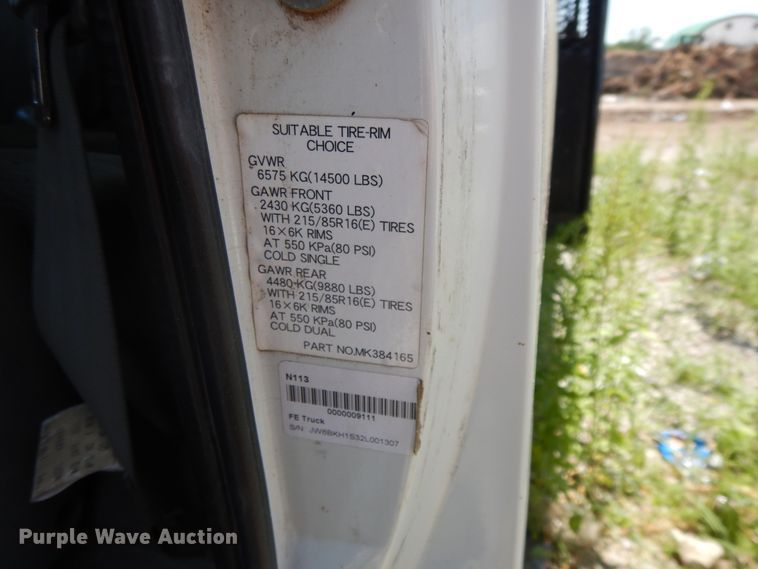 SUITABLE TIRE-RIM
CHOICE
GVWR
6575 KG(14500 LBS)
GAWR FRONT
2430 KG(5360 LBS)
WITH 215/85R16(E) TIRES
16×6K RIMS
AT 550 KPa(80 PSI)
COLD SINGLE
GAWR REAR
4480 KG(9880 LBS)
WITH 215/85R16(E) TIRES
16×6K RIMS
AT 550 KPa(80 PSI)
COLD DUAL
PART NO.MK384165
N113
0000009111
FE Truck
S/N. JW6BKH1S32L001307
Purple Wave Auction